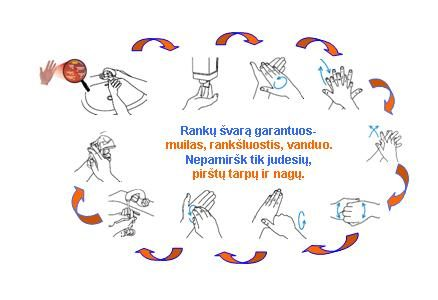 Rankų švarą garantuos-
muilas, rankšluostis, vanduo.
Nepamiršk tik judesių,
pirštų tarpų ir nagų.